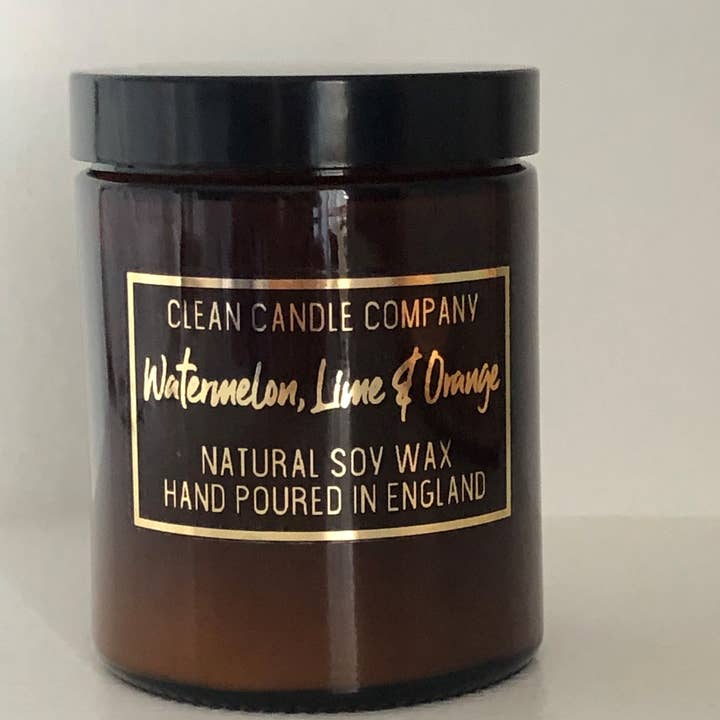 CLEAN CANDLE COMPANY
Watermelon, Lime & Orange
NATURAL SOY WAX
HAND POURED IN ENGLAND